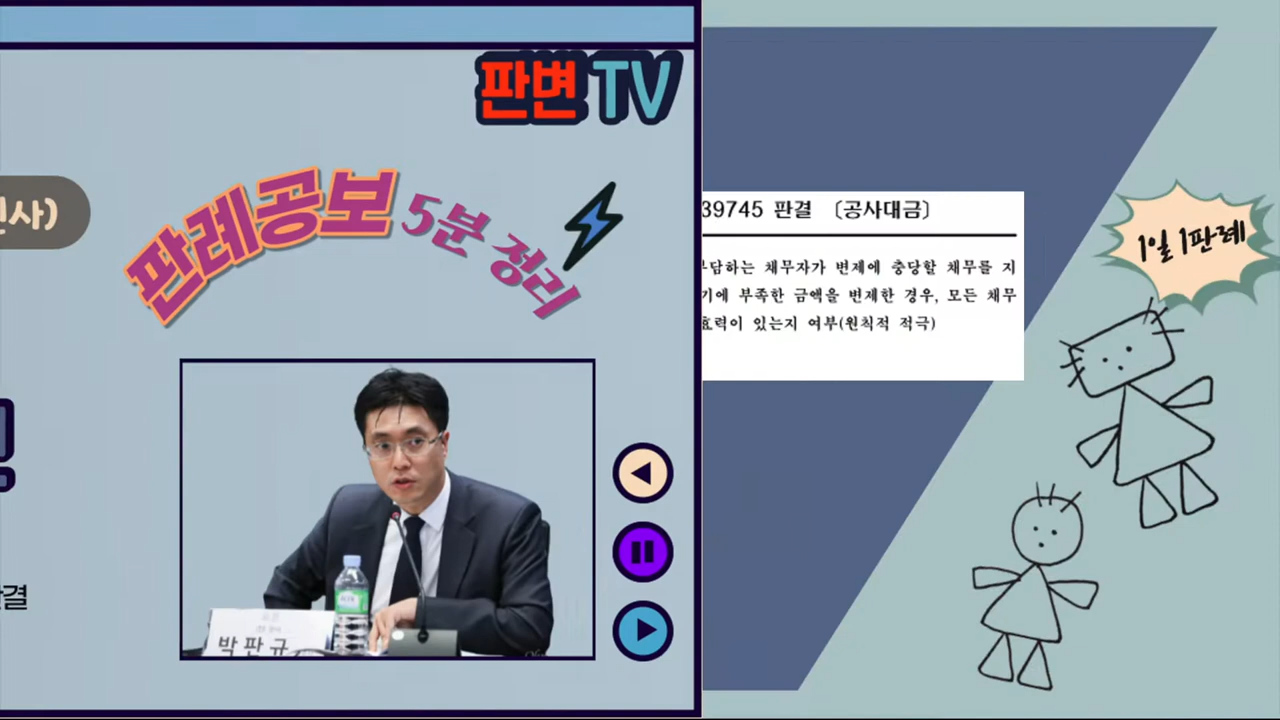 판변 TV
판례공보 5분 정리
사)
박판규
결
39745 판결 〔공사대금〕
부담하는 채무자가 변제에 충당할 채무를 지
기에 부족한 금액을 변제한 경우, 모든 채무
효력이 있는지 여부(원칙적 적극)
1일 1판례